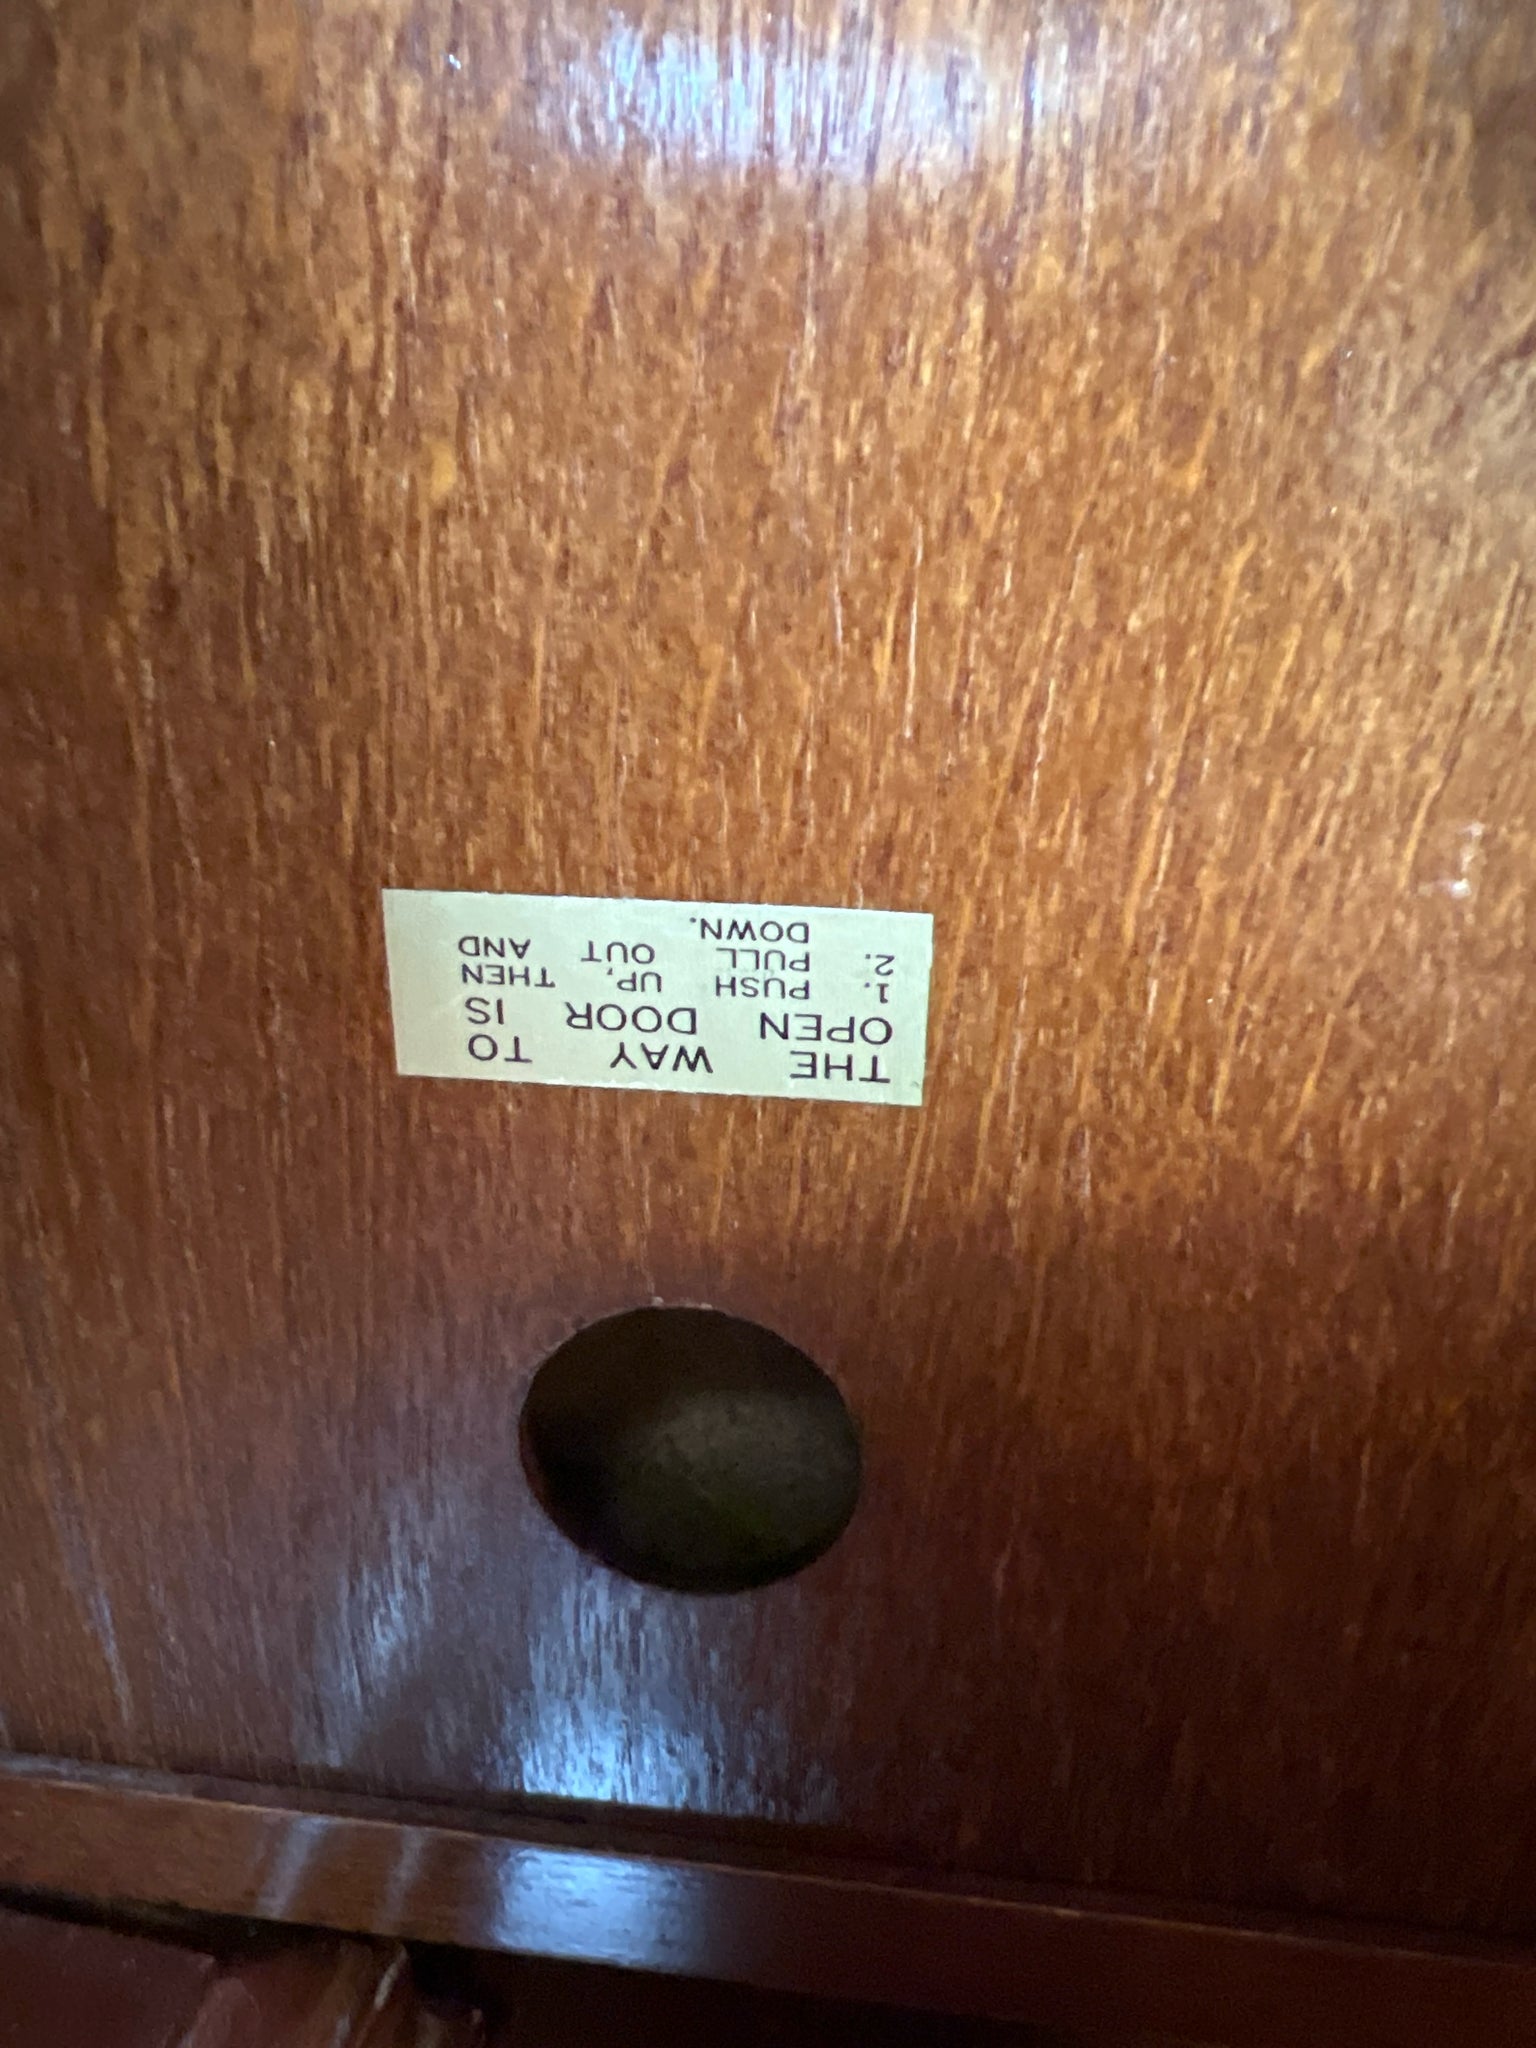 THE WAY TO
OPEN DOOR IS
1. PUSH UP, THEN
2. PULL OUT AND
DOWN.